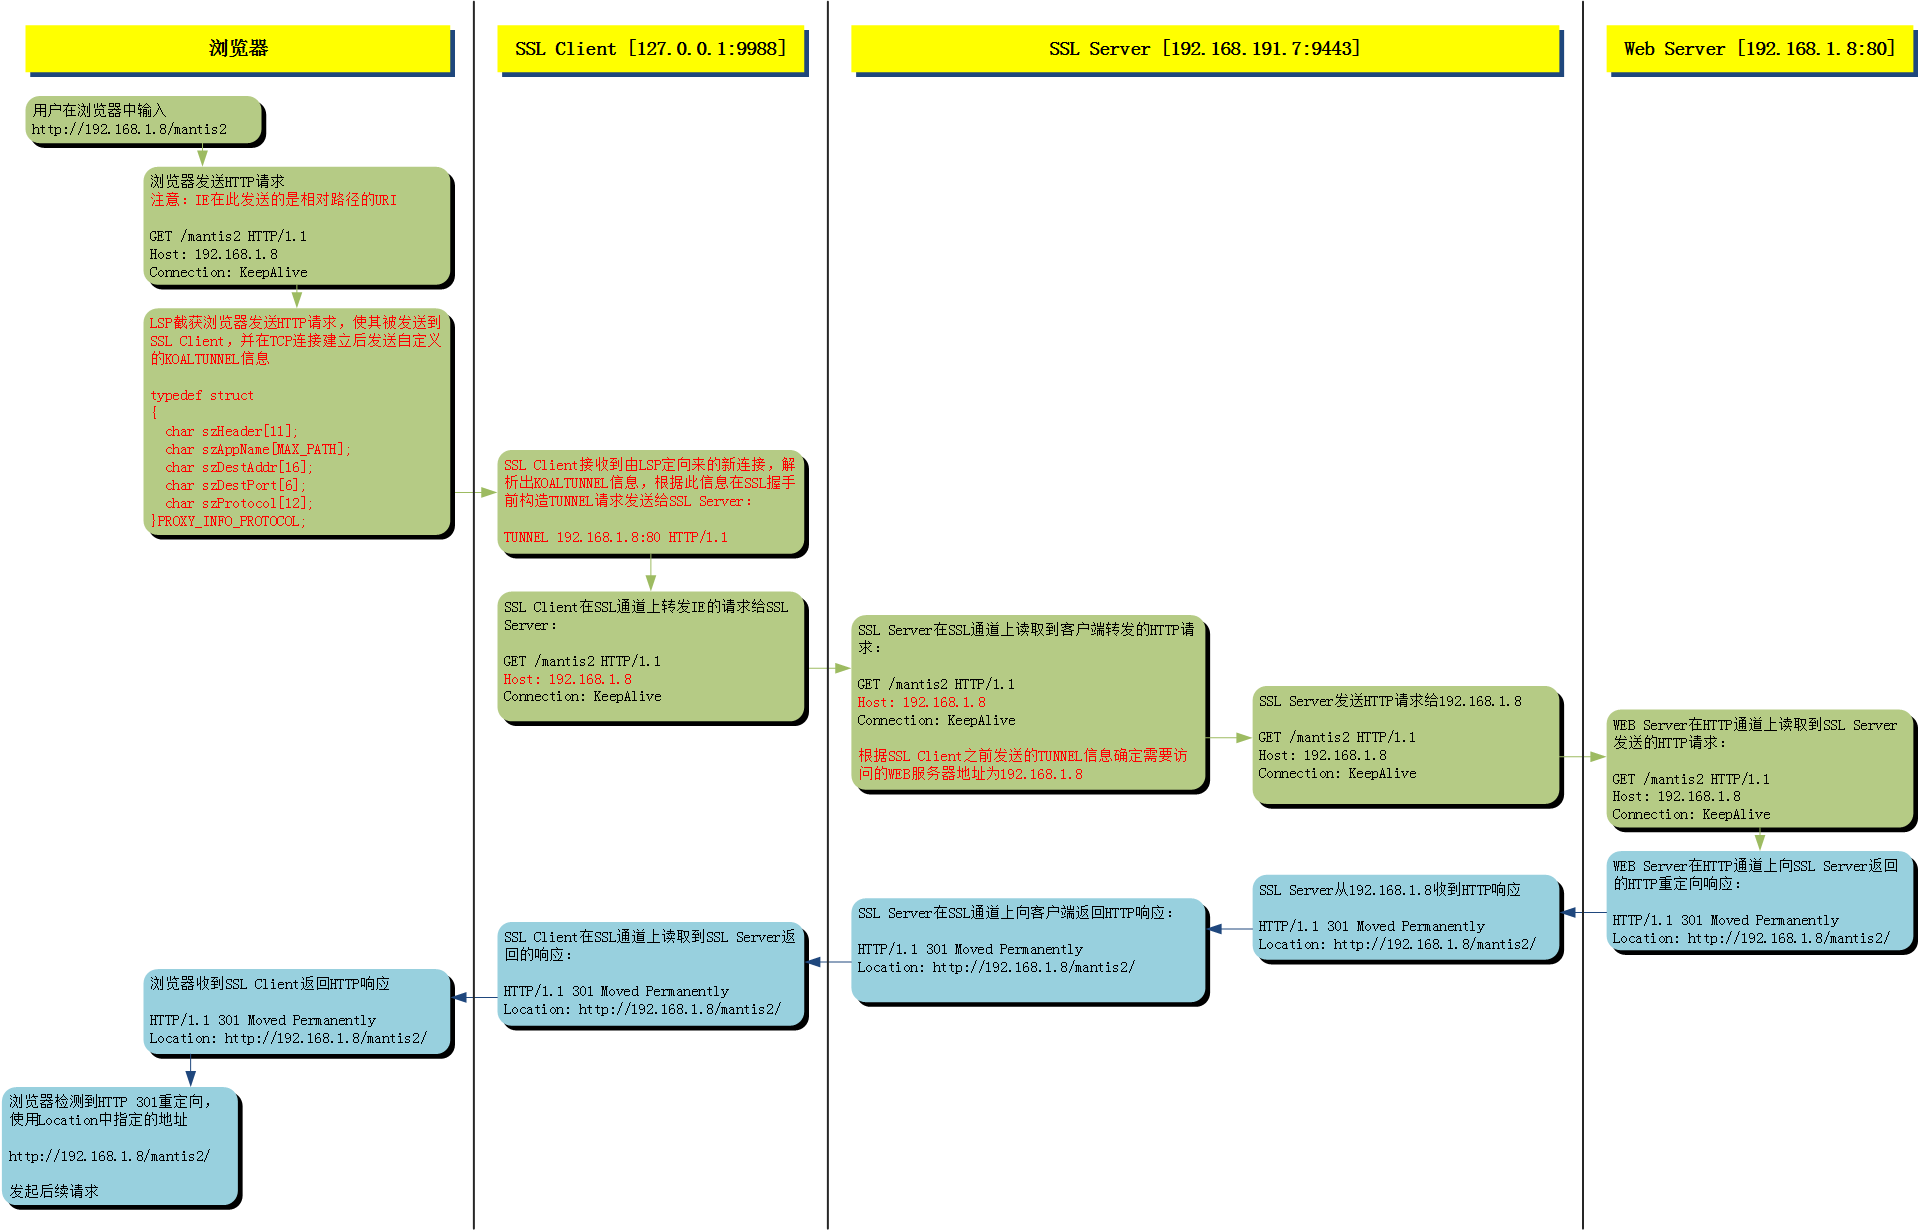 浏览器
SSL Client [127.0.0.1:9988]
SSL Server [192.168.191.7:9443]
Web Server [192.168.1.8:80]
用户在浏览器中输入
http://192.168.1.8/mantis2
浏览器发送HTTP请求
注意：IE在此发送的是相对路径的URI
GET /mantis2 HTTP/1.1
Host: 192.168.1.8
Connection: KeepAlive
LSP截获浏览器发送HTTP请求，使其被发送到
SSL Client，并在TCP连接建立后发送自定义
的KOALTUNNEL信息
typedef struct
{
char szHeader[11];
char szAppName[MAX_PATH];
char szDestAddr[16];
char szDestPort[6];
char szProtocol[12];
}PROXY_INFO_PROTOCOL;
SSL Client接收到由LSP定向来的新连接，解
析出KOALTUNNEL信息，根据此信息在SSL握手
前构造TUNNEL请求发送给SSL Server：
TUNNEL 192.168.1.8:80 HTTP/1.1
SSL Client在SSL通道上转发IE的请求给SSL
Server：
GET /mantis2 HTTP/1.1
Host: 192.168.1.8
Connection: KeepAlive
SSL Server在SSL通道上读取到客户端转发的HTTP请
求：
GET /mantis2 HTTP/1.1
Host: 192.168.1.8
Connection: KeepAlive
根据SSL Client之前发送的TUNNEL信息确定需要访
问的WEB服务器地址为192.168.1.8
SSL Server发送HTTP请求给192.168.1.8
GET /mantis2 HTTP/1.1
Host: 192.168.1.8
Connection: KeepAlive
WEB Server在HTTP通道上读取到SSL Server
发送的HTTP请求：
GET /mantis2 HTTP/1.1
Host: 192.168.1.8
Connection: KeepAlive
WEB Server在HTTP通道上向SSL Server返回
的HTTP重定向响应：
HTTP/1.1 301 Moved Permanently
Location: http://192.168.1.8/mantis2/
SSL Server从192.168.1.8收到HTTP响应
HTTP/1.1 301 Moved Permanently
Location: http://192.168.1.8/mantis2/
SSL Server在SSL通道上向客户端返回HTTP响应：
HTTP/1.1 301 Moved Permanently
Location: http://192.168.1.8/mantis2/
SSL Client在SSL通道上读取到SSL Server返
回的响应：
HTTP/1.1 301 Moved Permanently
Location: http://192.168.1.8/mantis2/
浏览器收到SSL Client返回HTTP响应
HTTP/1.1 301 Moved Permanently
Location: http://192.168.1.8/mantis2/
浏览器检测到HTTP 301重定向，
使用Location中指定的地址
http://192.168.1.8/mantis2/
发起后续请求